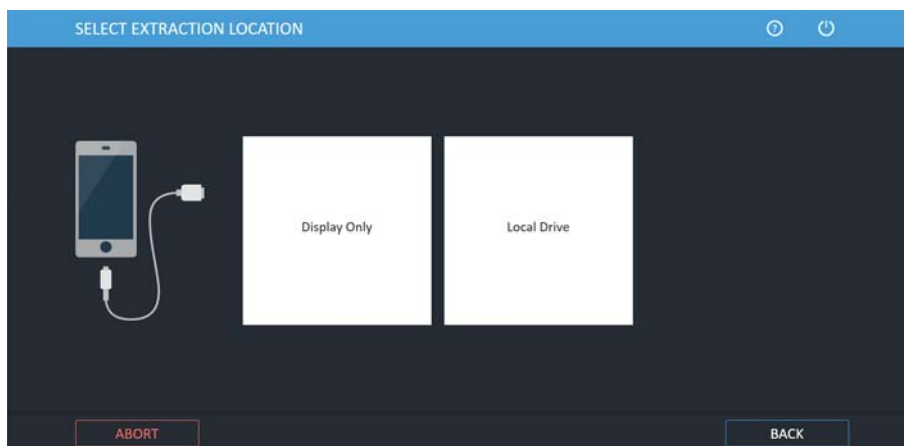 SELECT EXTRACTION LOCATION
Display Only
Local Drive
ABORT
BACK